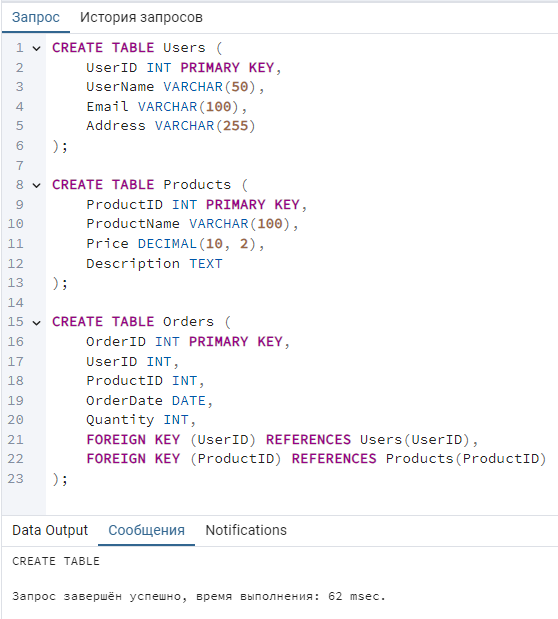 Запрос История запросов
1 CREATE TABLE Users (
2 UserID INT PRIMARY KEY,
3 UserName VARCHAR(50),
4 Email VARCHAR(100),
5 Address VARCHAR(255)
6 );
7
8 CREATE TABLE Products (
9 ProductID INT PRIMARY KEY,
10 ProductName VARCHAR(100),
11 Price DECIMAL(10, 2),
12 Description TEXT
13 );
14
15 CREATE TABLE Orders (
16 OrderID INT PRIMARY KEY,
17 UserID INT,
18 ProductID INT,
19 OrderDate DATE,
20 Quantity INT,
21 FOREIGN KEY (UserID) REFERENCES Users(UserID),
22 FOREIGN KEY (ProductID) REFERENCES Products(ProductID)
23 );
Data Output Сообщения Notifications
CREATE TABLE
Запрос завершён успешно, время выполнения: 62 msec.